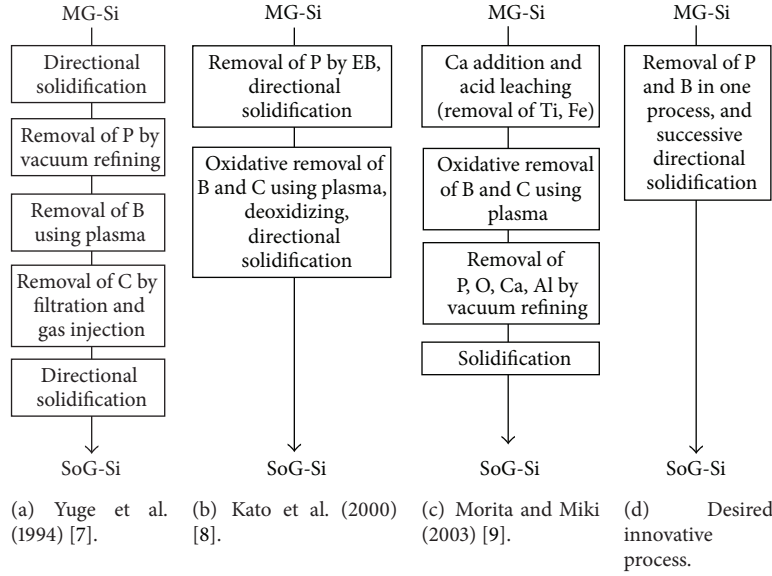 MG-Si
Directional
solidification
Removal of P by
vacuum refining
Removal of B
using plasma
Removal of C by
filtration and
gas injection
Directional
solidification
SoG-Si
(a) Yuge et al.
(1994) [7].
MG-Si
Removal of P by EB,
directional
solidification
Oxidative removal of
B and C using plasma,
deoxidizing,
directional
solidification
SoG-Si
(b) Kato et al. (2000)
[8].
MG-Si
Ca addition and
acid leaching
(removal of Ti, Fe)
Oxidative removal
of B and C using
plasma
Removal of
P, O, Ca, Al by
vacuum refining
Solidification
SoG-Si
(c) Morita and Miki
(2003) [9].
MG-Si
Removal of P
and B in one
process, and
successive
directional
solidification
SoG-Si
(d) Desired
innovative
process.